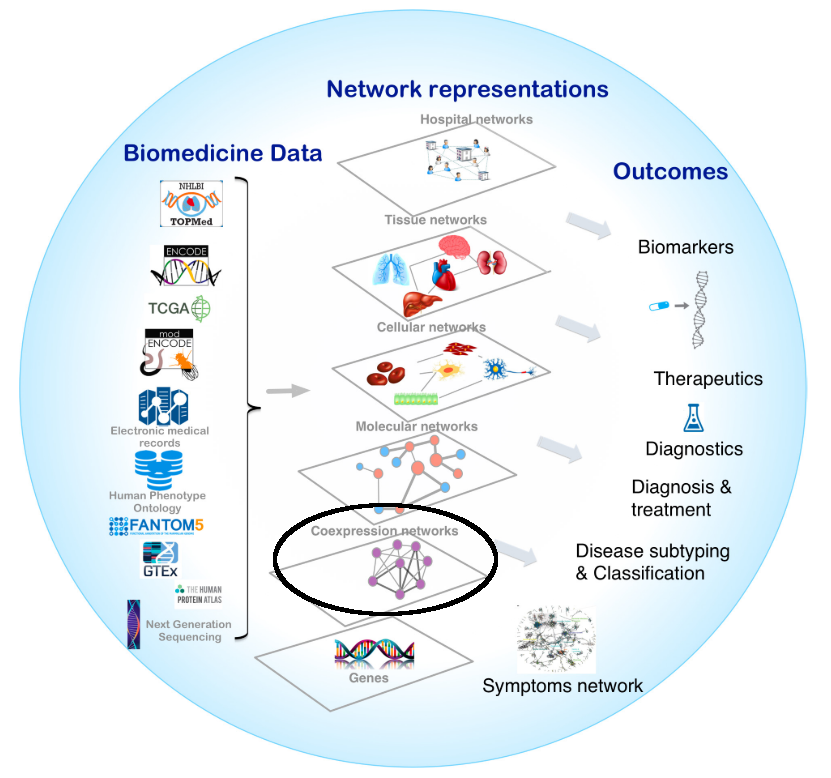 Network representations
Hospital networks
Biomedicine Data
Outcomes
NHLBI
TOPMed
Tissue networks
Biomarkers
ENCODE
TCGA
Cellular networks
mod
ENCODE
Therapeutics
Electronic medical
records
Molecular networks
Diagnostics
Human Phenotype
Ontology
Diagnosis &
treatment
FANTOM5
Coexpression networks
GTEx
Disease subtyping
& Classification
THE HUMAN
PROTEIN ATLAS
Next Generation
Sequencing
Genes
Symptoms network